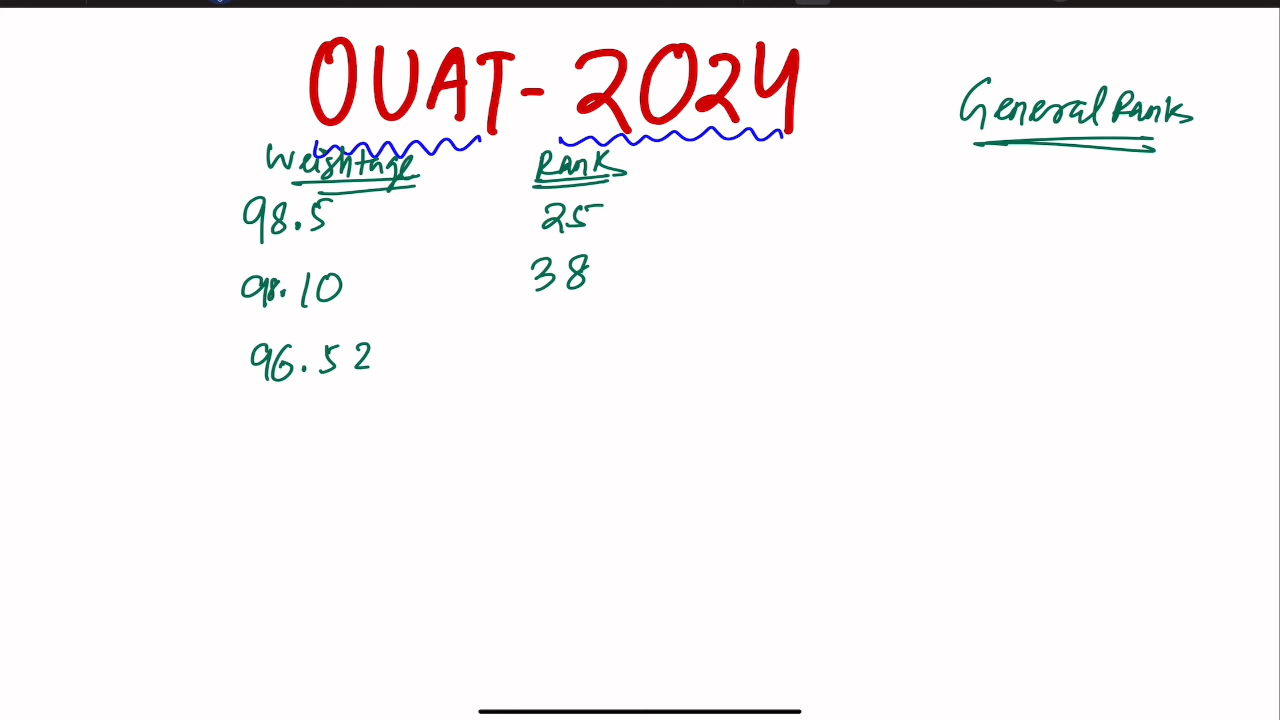 OUAT-2024
General Ranks
Weightage Rank
98.5 25
98.10 38
96.52